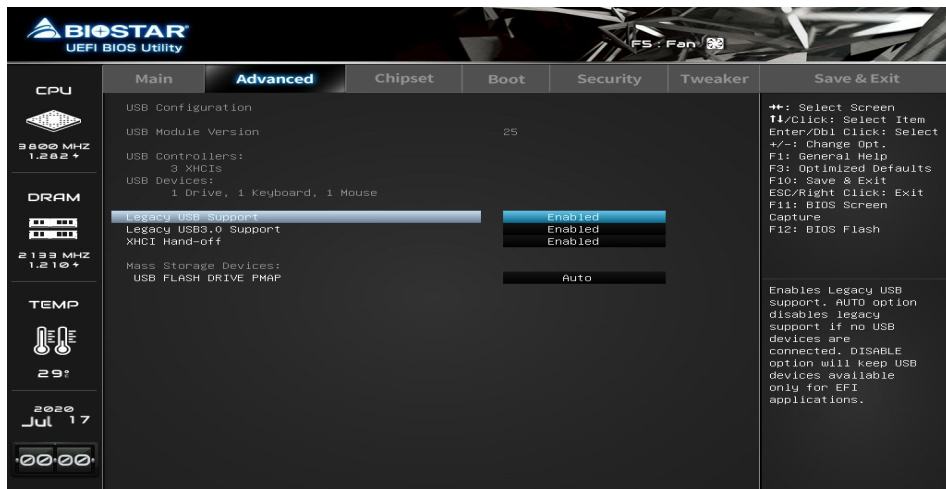 BIOSTAR
UEFI BIOS Utility
F5 : Fan
Main
Advanced
Chipset
Boot
Security
Tweaker
Save & Exit
CPU
3800 MHZ
1.282 +
DRAM
2133 MHZ
1.210 +
TEMP
29°C
2020
Jul 17
00:00
USB Configuration
USB Module Version 25
USB Controllers:
3 XHCIs
USB Devices:
1 Drive, 1 Keyboard, 1 Mouse
Legacy USB Support Enabled
Legacy USB3.0 Support Enabled
XHCI Hand-off Enabled
Mass Storage Devices:
USB FLASH DRIVE PMAP Auto
→←: Select Screen
↑↓/Click: Select Item
Enter/Dbl Click: Select
+/-: Change Opt.
F1: General Help
F3: Optimized Defaults
F10: Save & Exit
ESC/Right Click: Exit
F11: BIOS Screen
Capture
F12: BIOS Flash
Enables Legacy USB
support. AUTO option
disables legacy
support if no USB
devices are
connected. DISABLE
option will keep USB
devices available
only for EFI
applications.